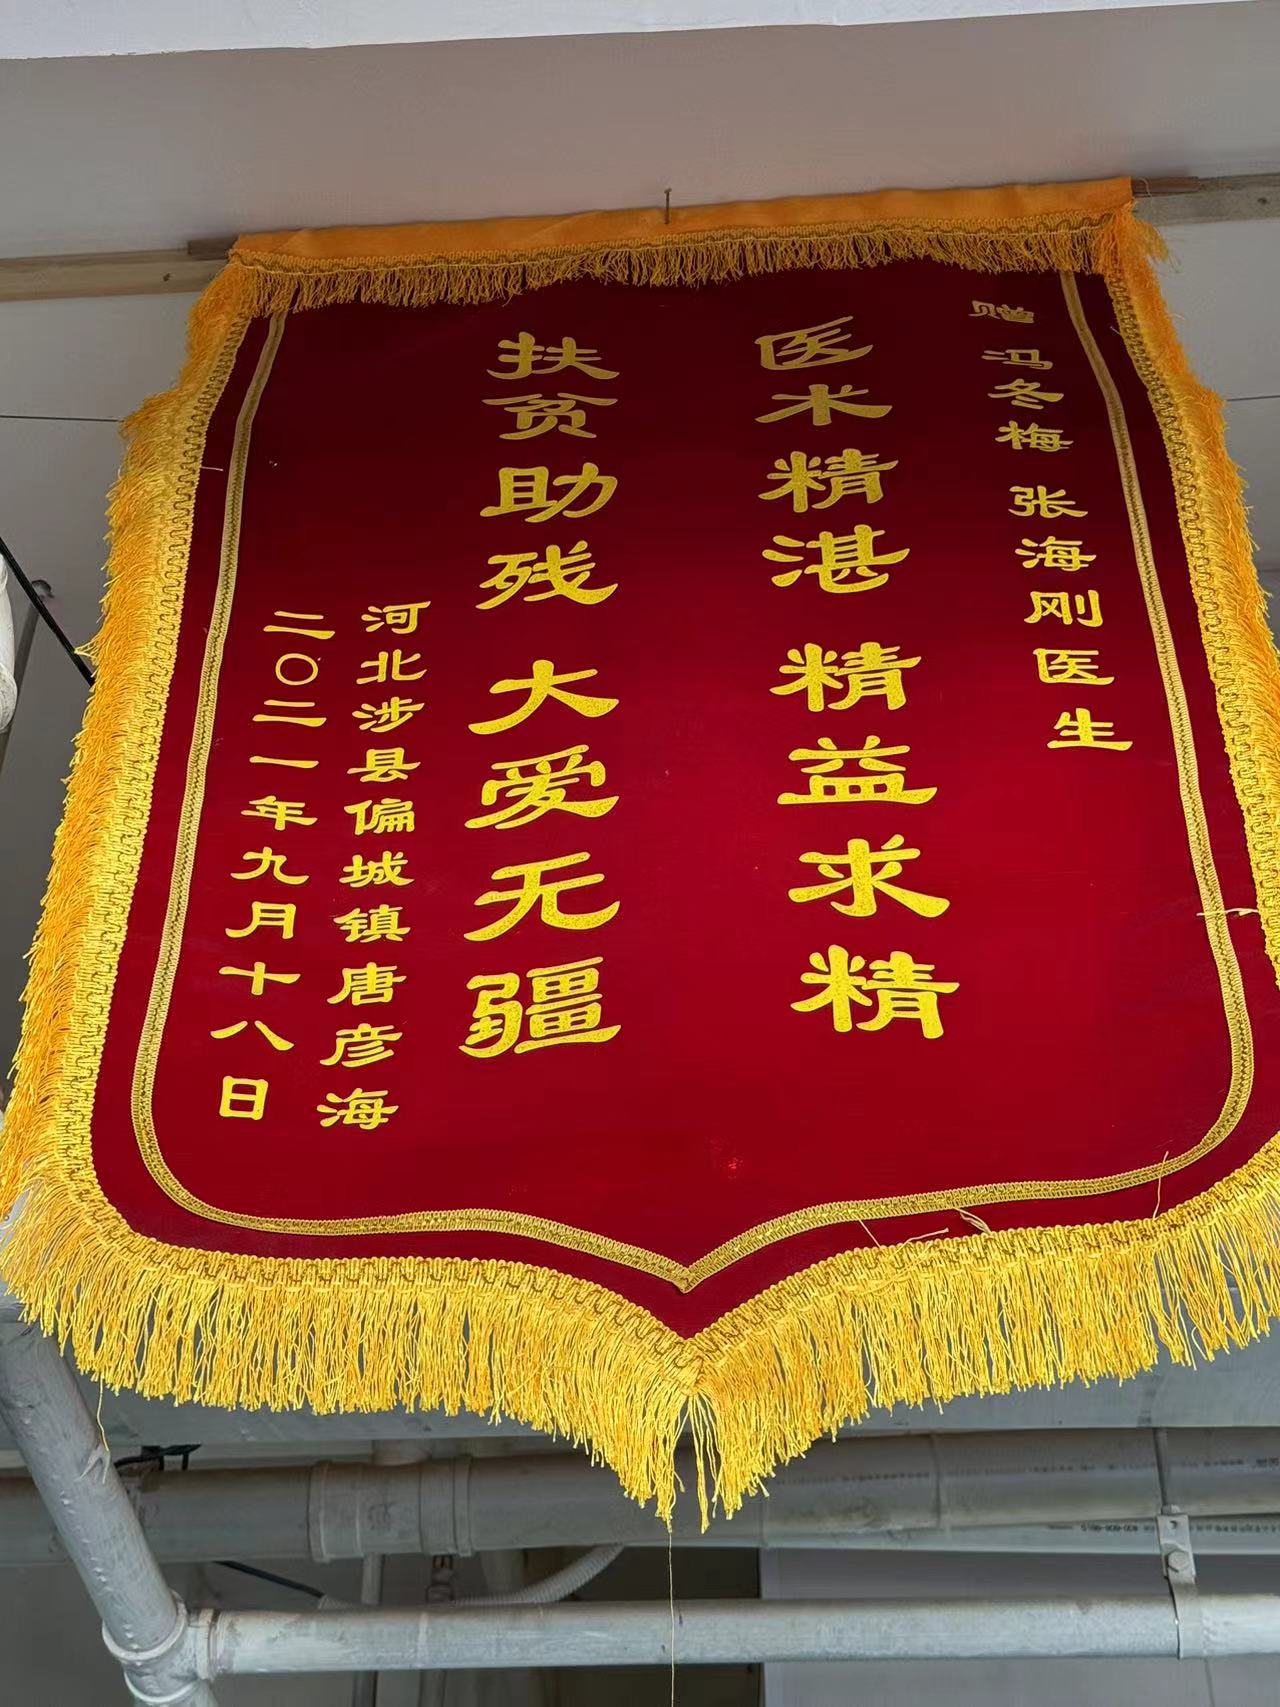 赠 冯冬梅 张海刚医生
医术精湛 精益求精
扶贫助残 大爱无疆
河北涉县偏城镇唐彦海
二〇二一年九月十八日